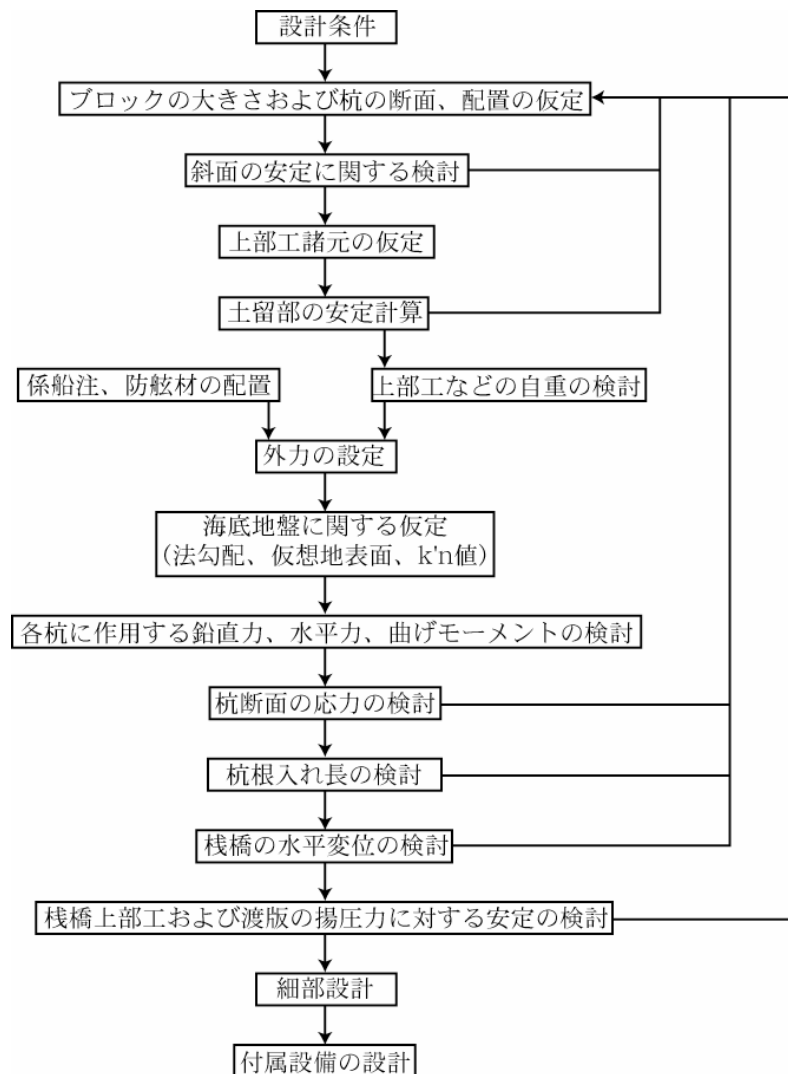 設計条件
ブロックの大きさおよび杭の断面、配置の仮定
斜面の安定に関する検討
上部工諸元の仮定
土留部の安定計算
係船注、防舷材の配置
上部工などの自重の検討
外力の設定
海底地盤に関する仮定
(法勾配、仮想地表面、k'n値)
各杭に作用する鉛直力、水平力、曲げモーメントの検討
杭断面の応力の検討
杭根入れ長の検討
桟橋の水平変位の検討
桟橋上部工および渡版の揚圧力に対する安定の検討
細部設計
付属設備の設計